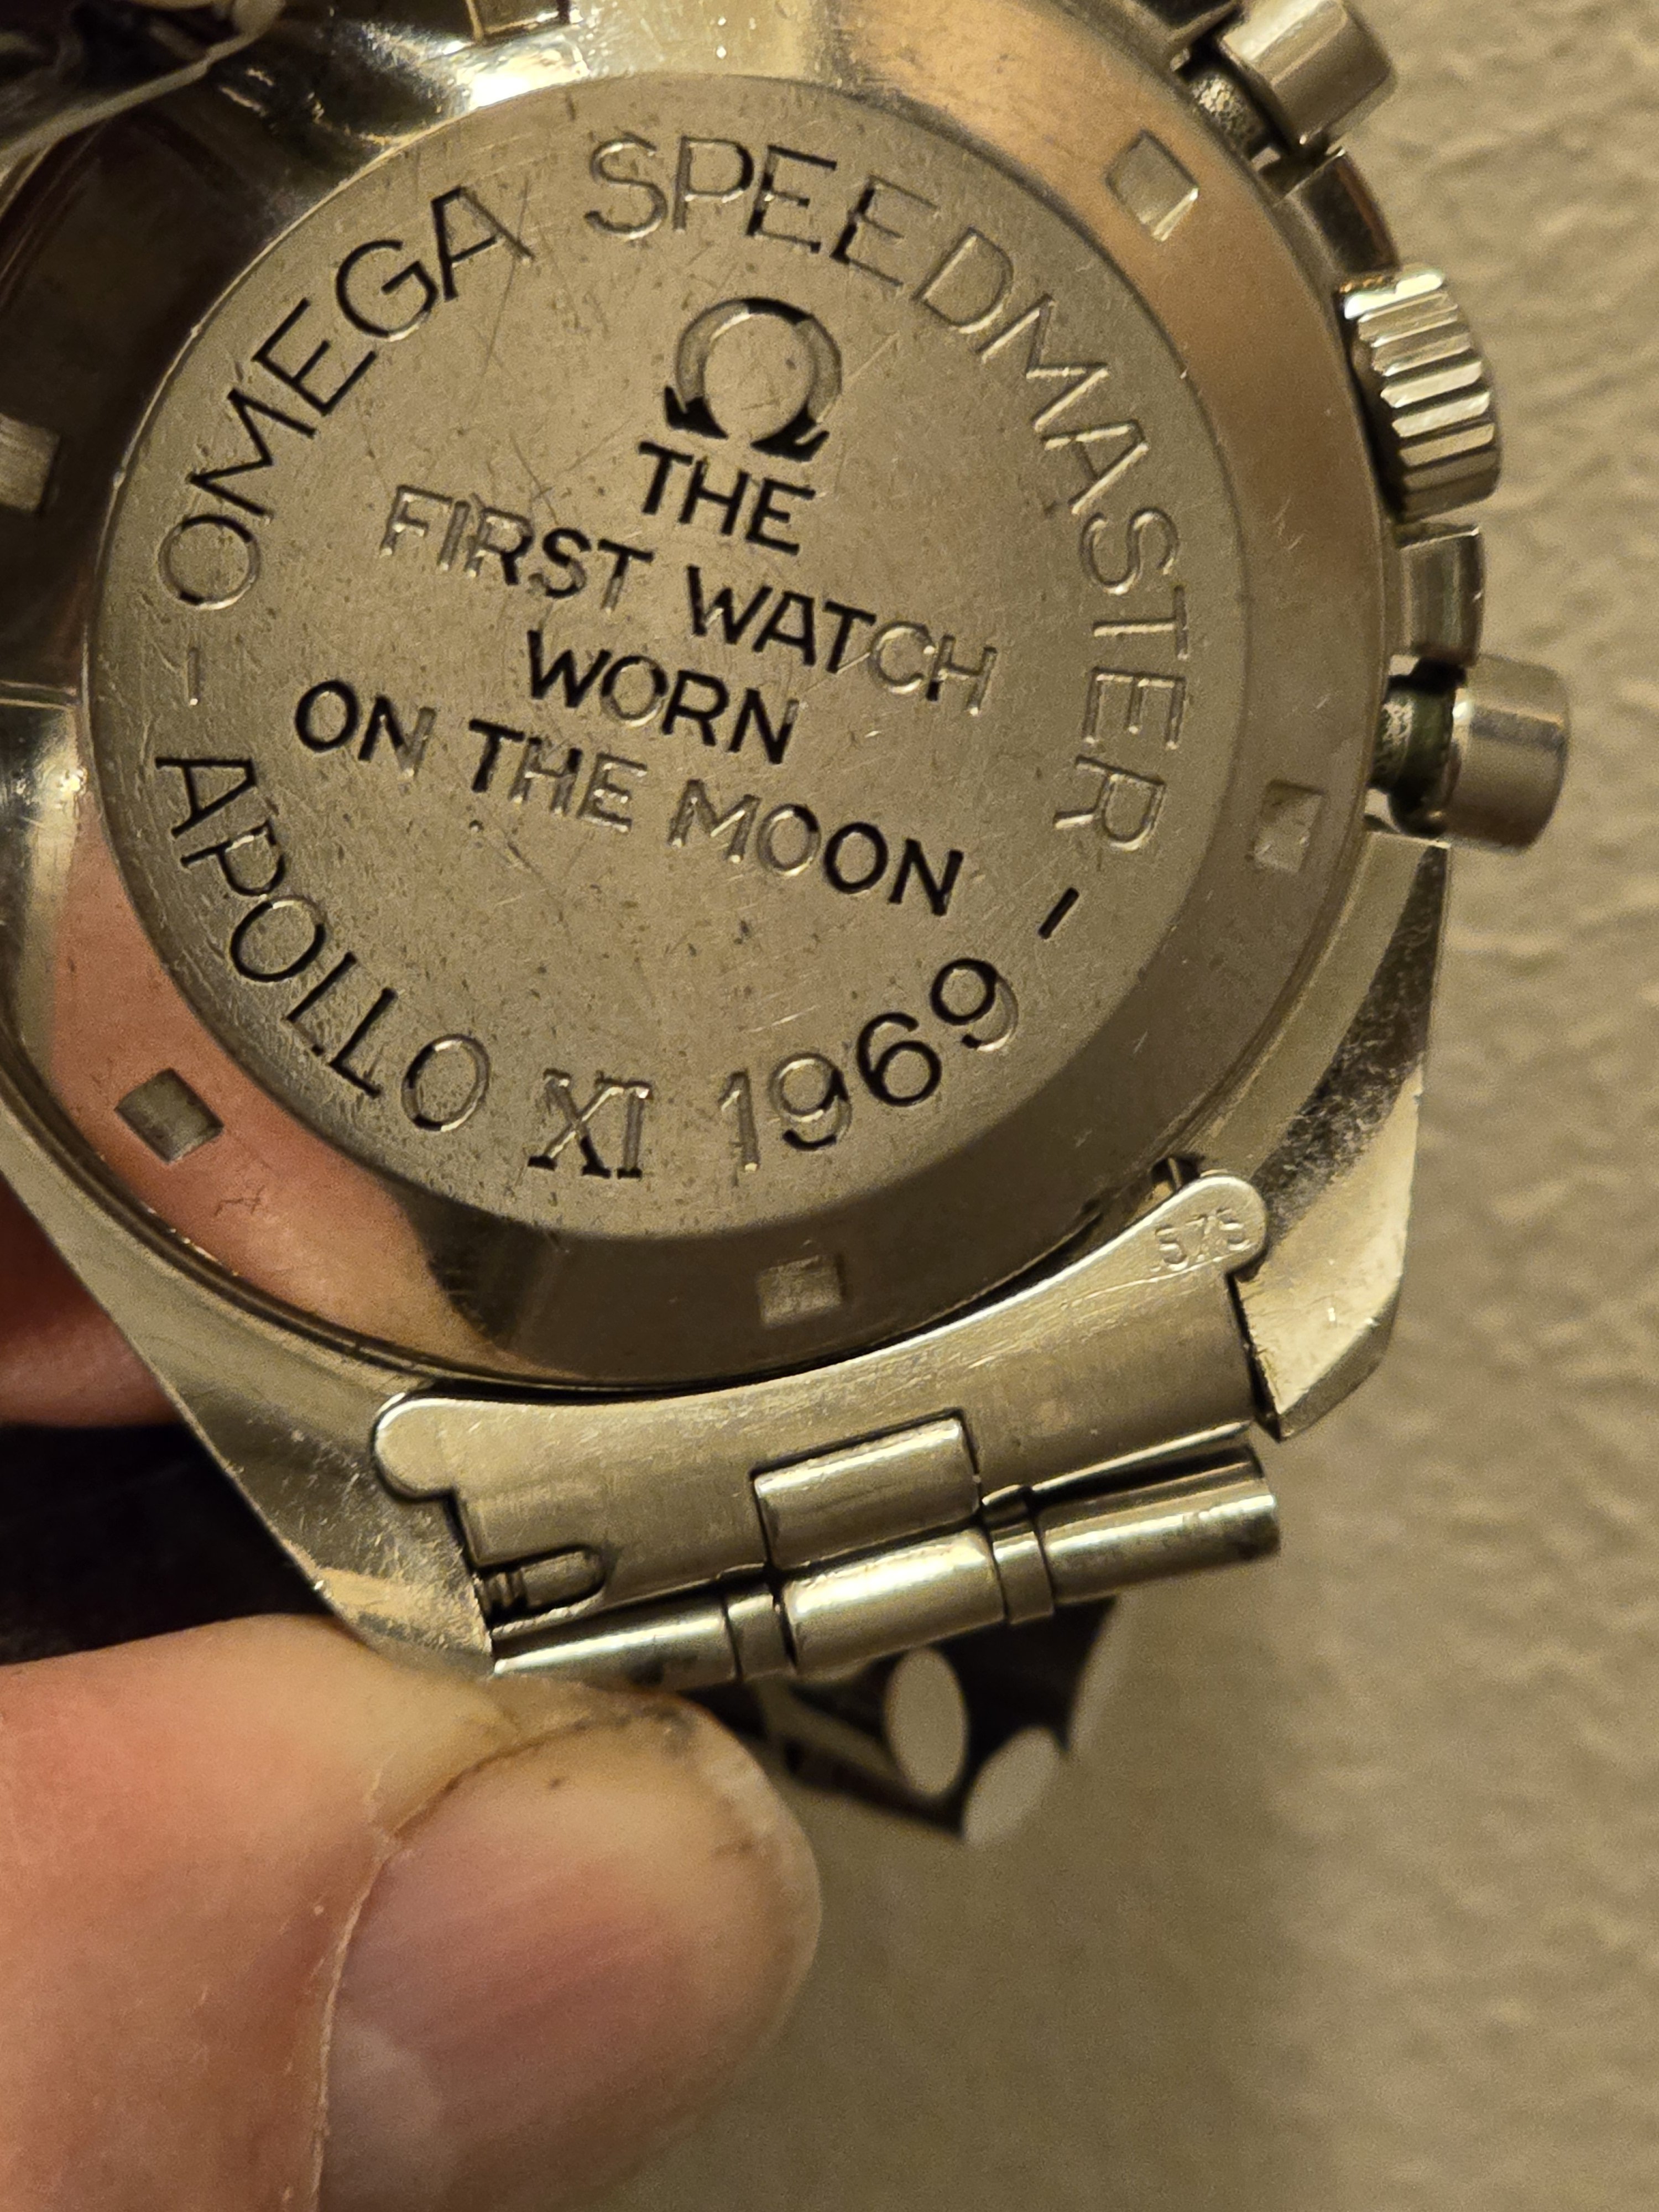 - OMEGA SPEEDMASTER -
Ω
THE
FIRST WATCH
WORN
ON THE MOON
APOLLO XI 1969
575